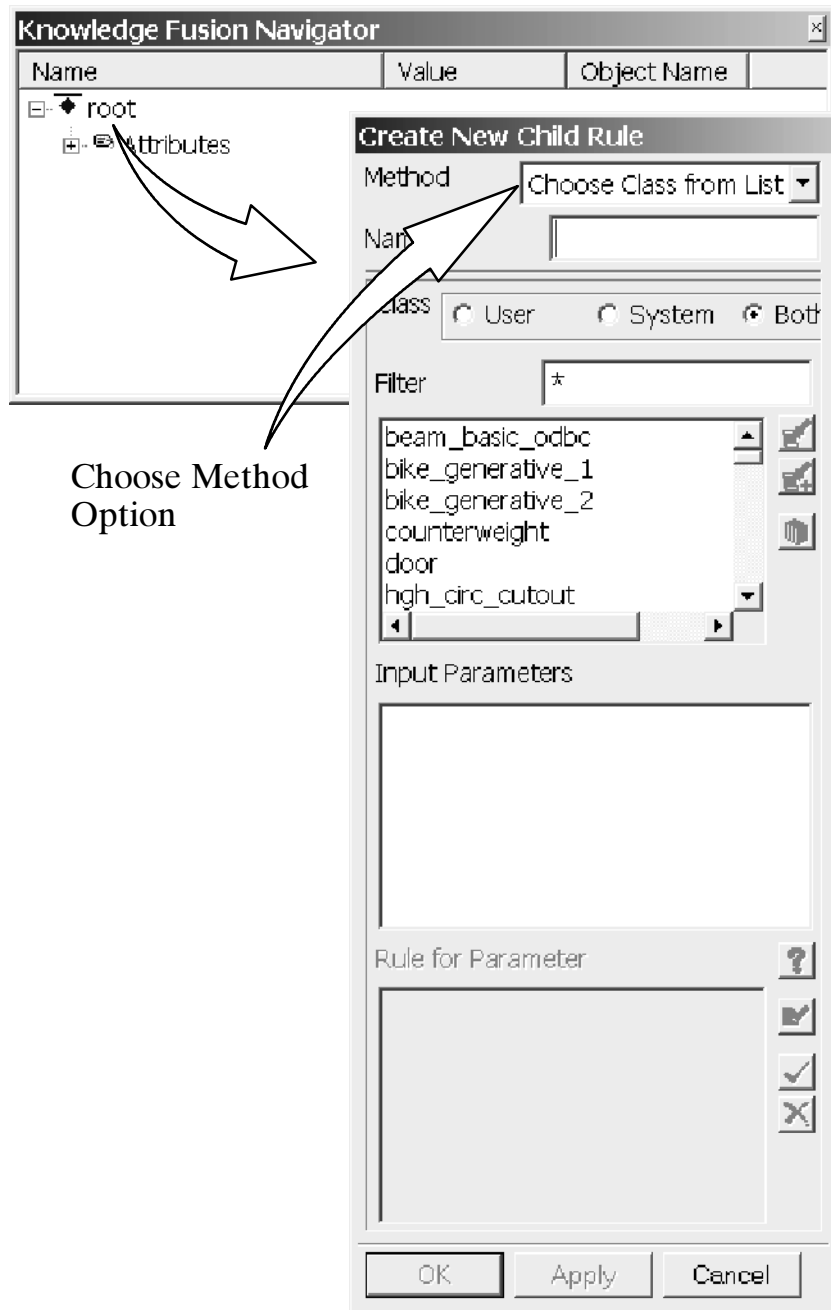 Knowledge Fusion Navigator
Name Value Object Name
root
Attributes
Create New Child Rule
Method Choose Class from List
Class User System Both
Filter *
beam_basic_odbc
bike_generative_1
bike_generative_2
counterweight
door
hgh_circ_cutout
Choose Method
Option
Input Parameters
Rule for Parameter
OK Apply Cancel